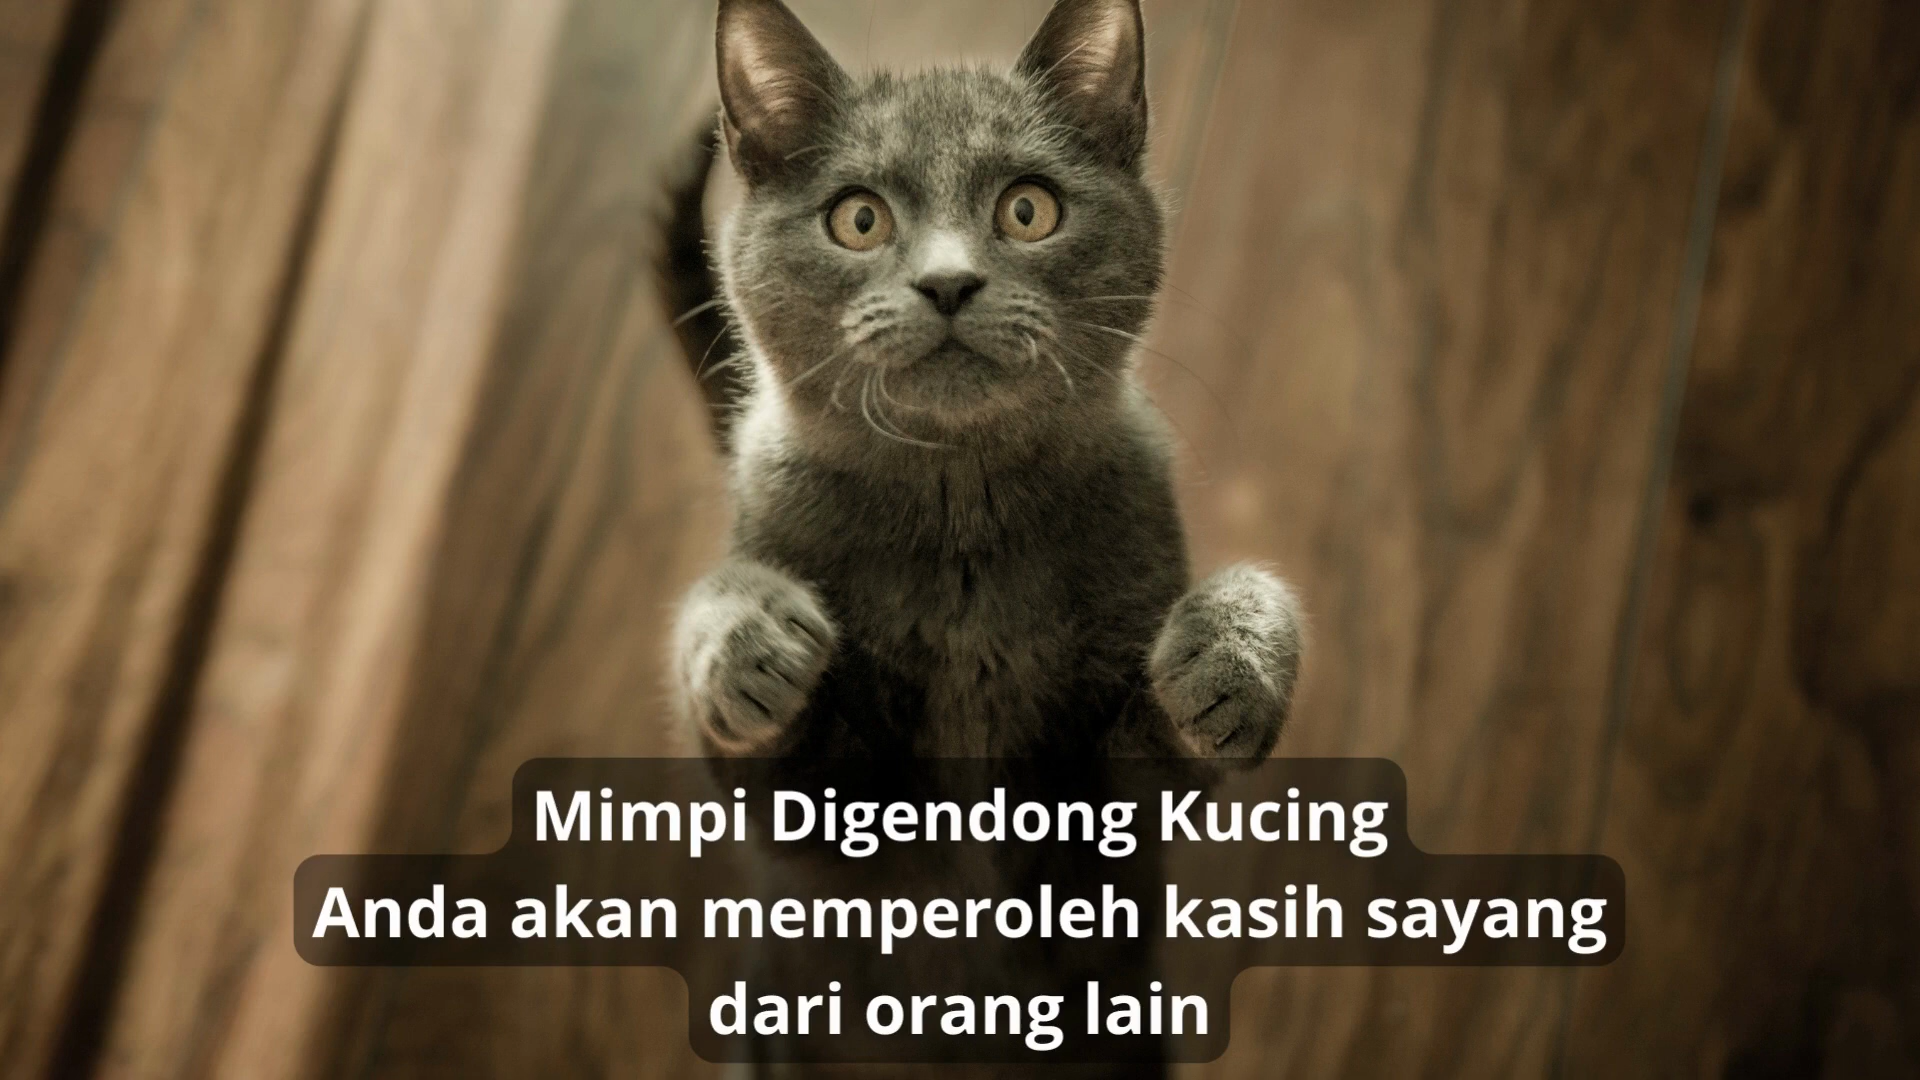 Mimpi Digendong Kucing
Anda akan memperoleh kasih sayang
dari orang lain